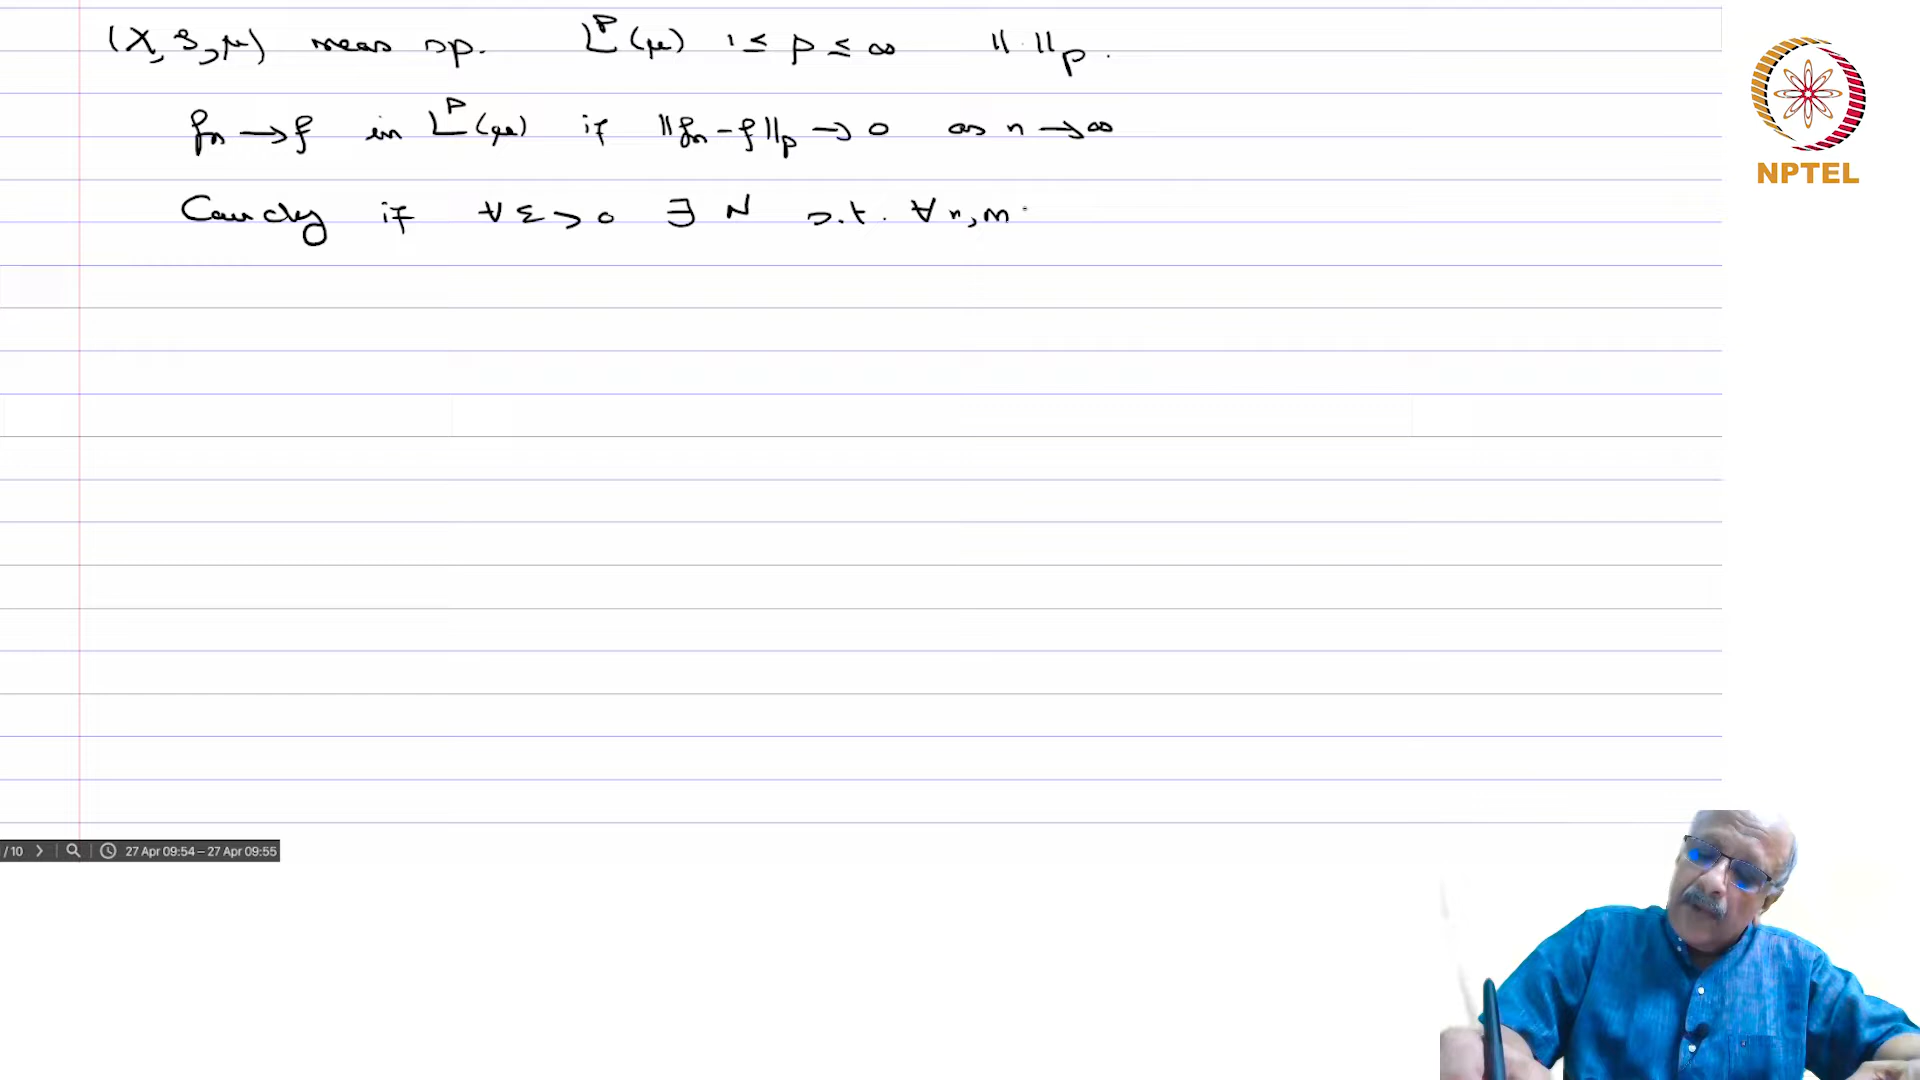 (X, S, μ) meas sp. L^p(μ) 1 ≤ p ≤ ∞ ‖·‖_p.
f_n → f in L^p(μ) if ‖f_n - f‖_p → 0 as n → ∞
Cauchy if ∀ ε > 0 ∃ N s.t. ∀ n, m
NPTEL
/10 27 Apr 09:54 – 27 Apr 09:55